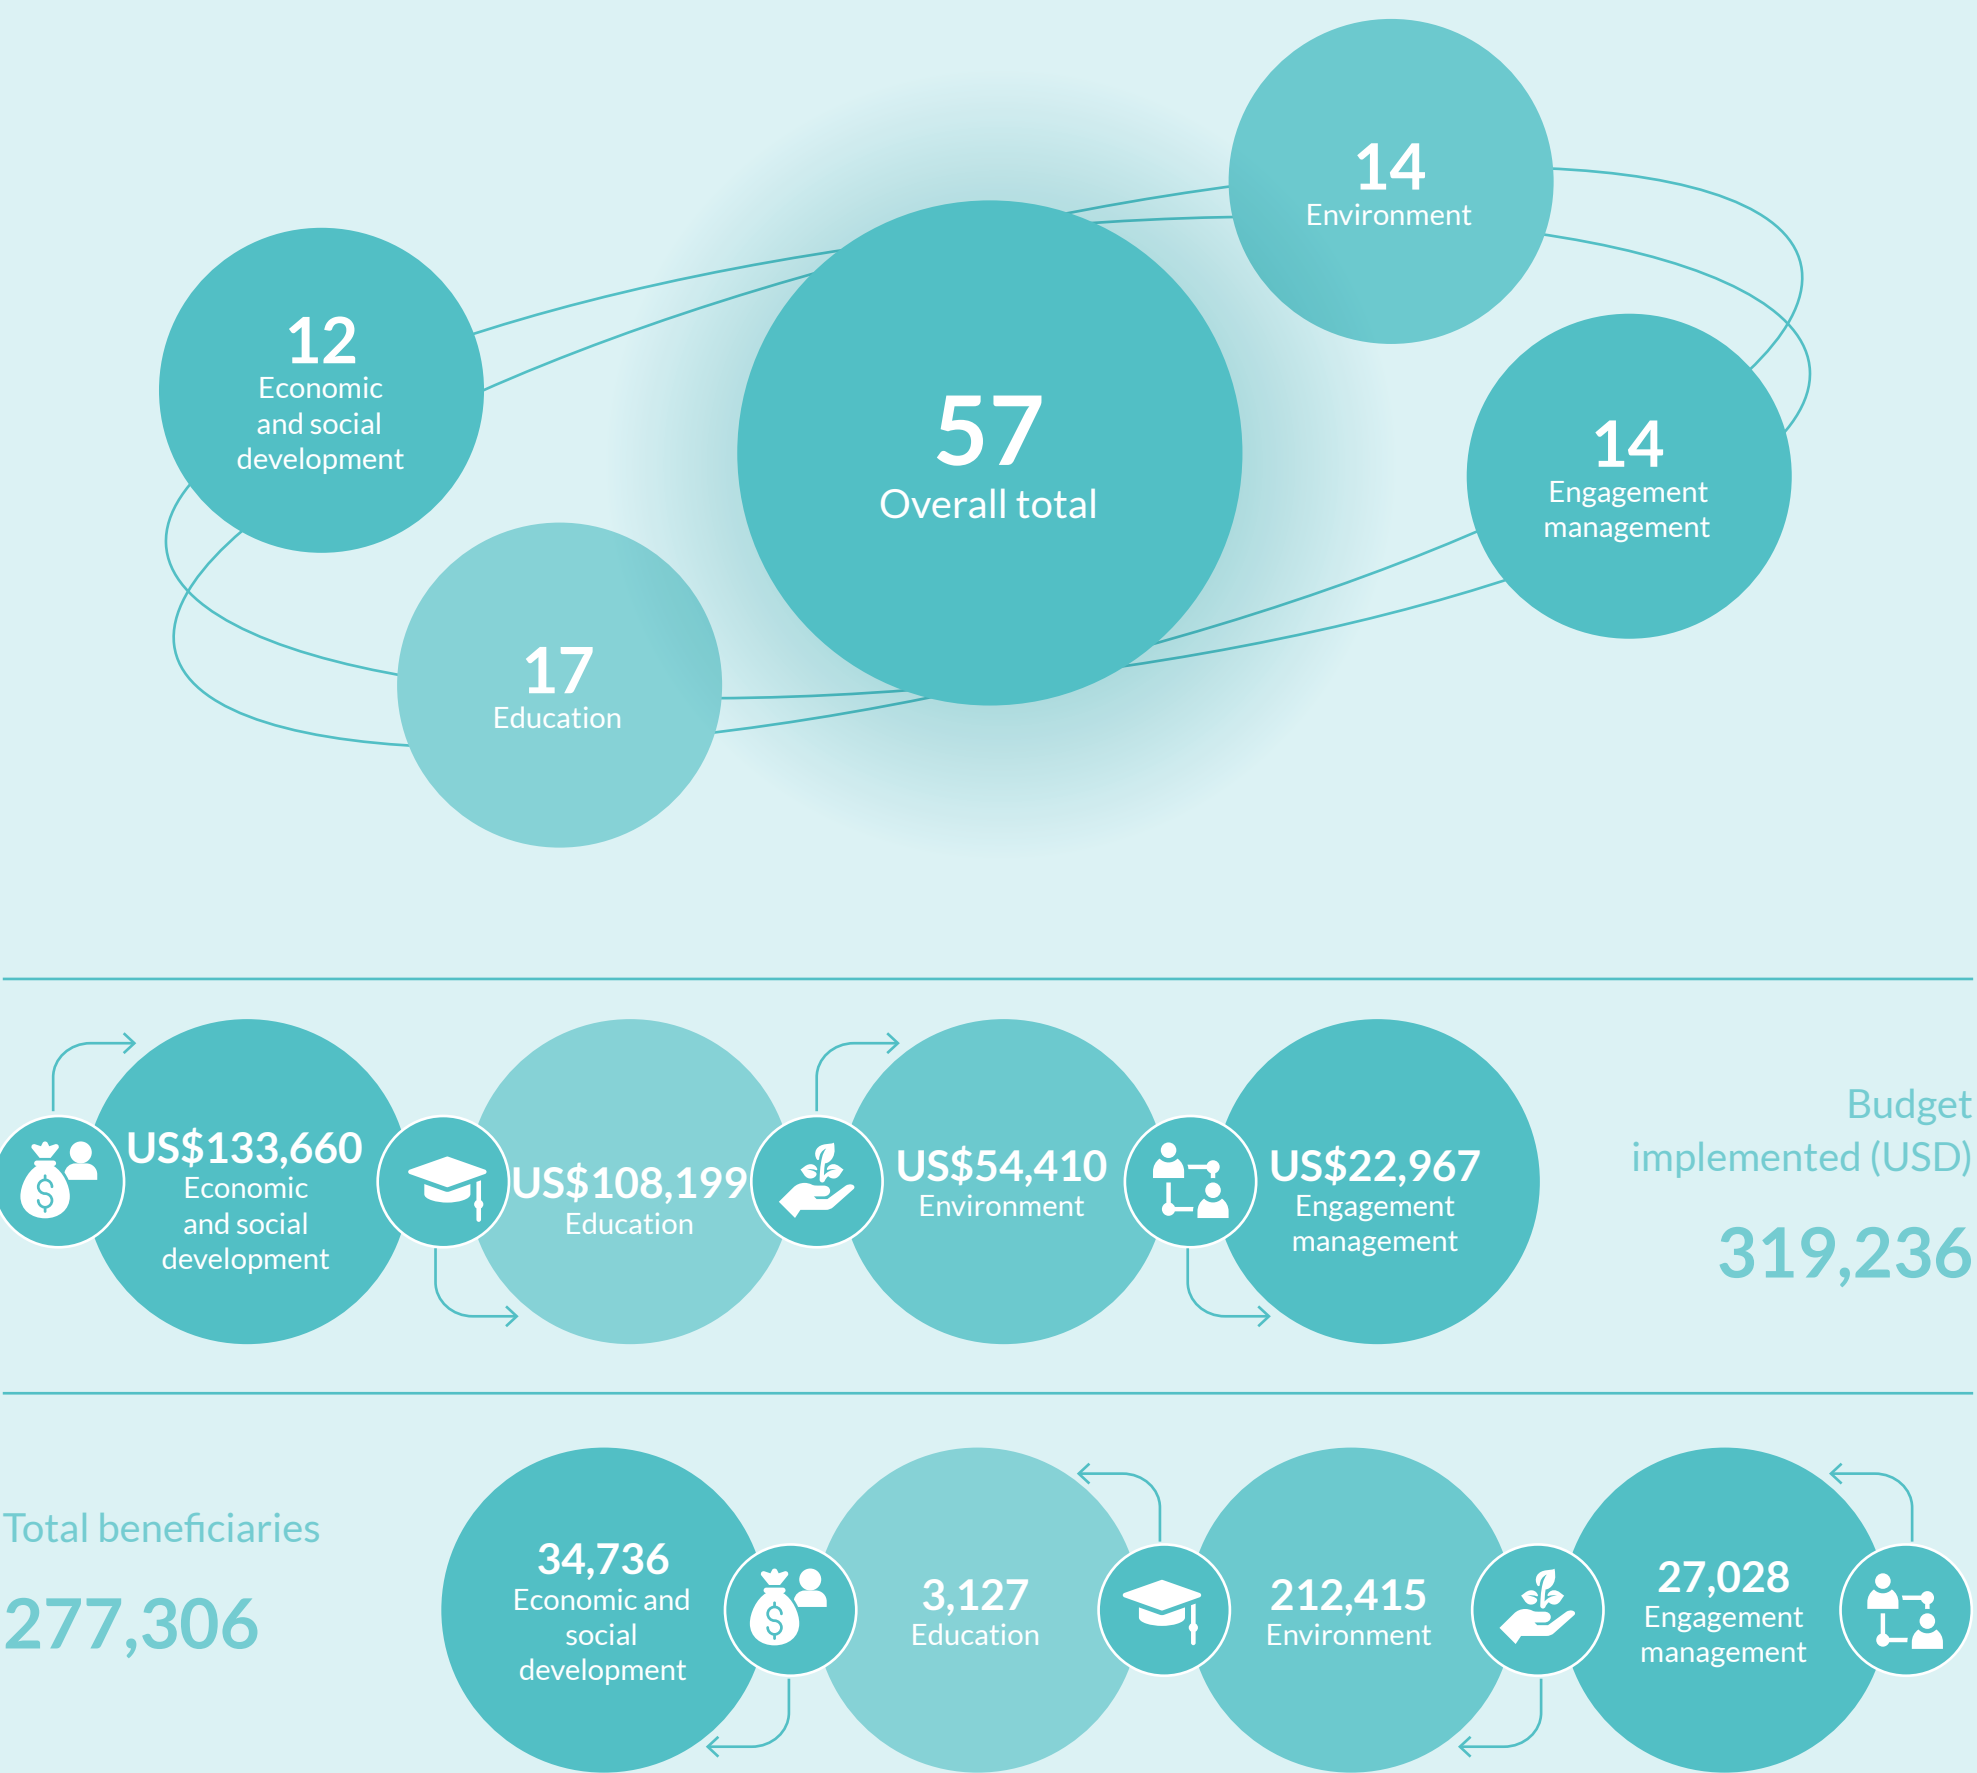 14
Environment
12
Economic
and social
development
57
Overall total
14
Engagement
management
17
Education
US$133,660
Economic
and social
development
US$108,199
Education
US$54,410
Environment
US$22,967
Engagement
management
Budget
implemented (USD)
319,236
Total beneficiaries
277,306
34,736
Economic and
social
development
3,127
Education
212,415
Environment
27,028
Engagement
management